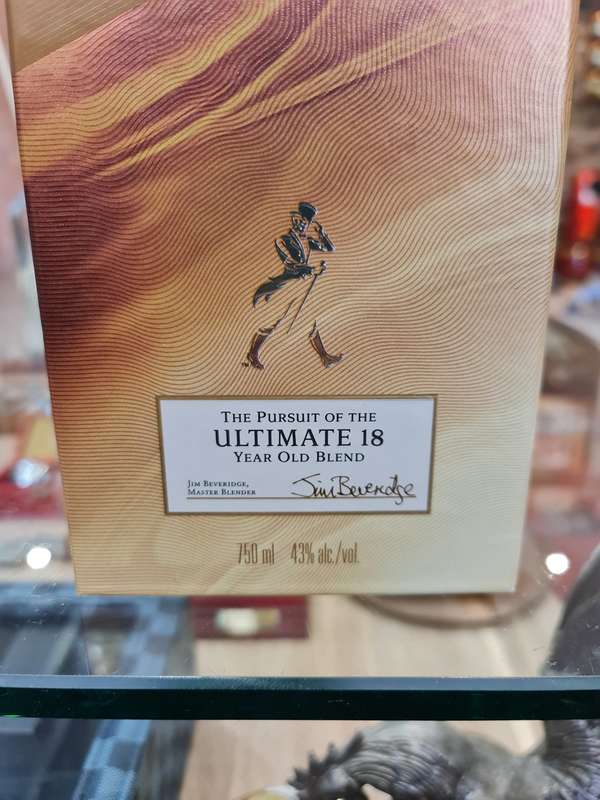 THE PURSUIT OF THE
ULTIMATE 18
YEAR OLD BLEND
JIM BEVERIDGE,
MASTER BLENDER
Jim Beveridge
750 ml 43% alc./vol.